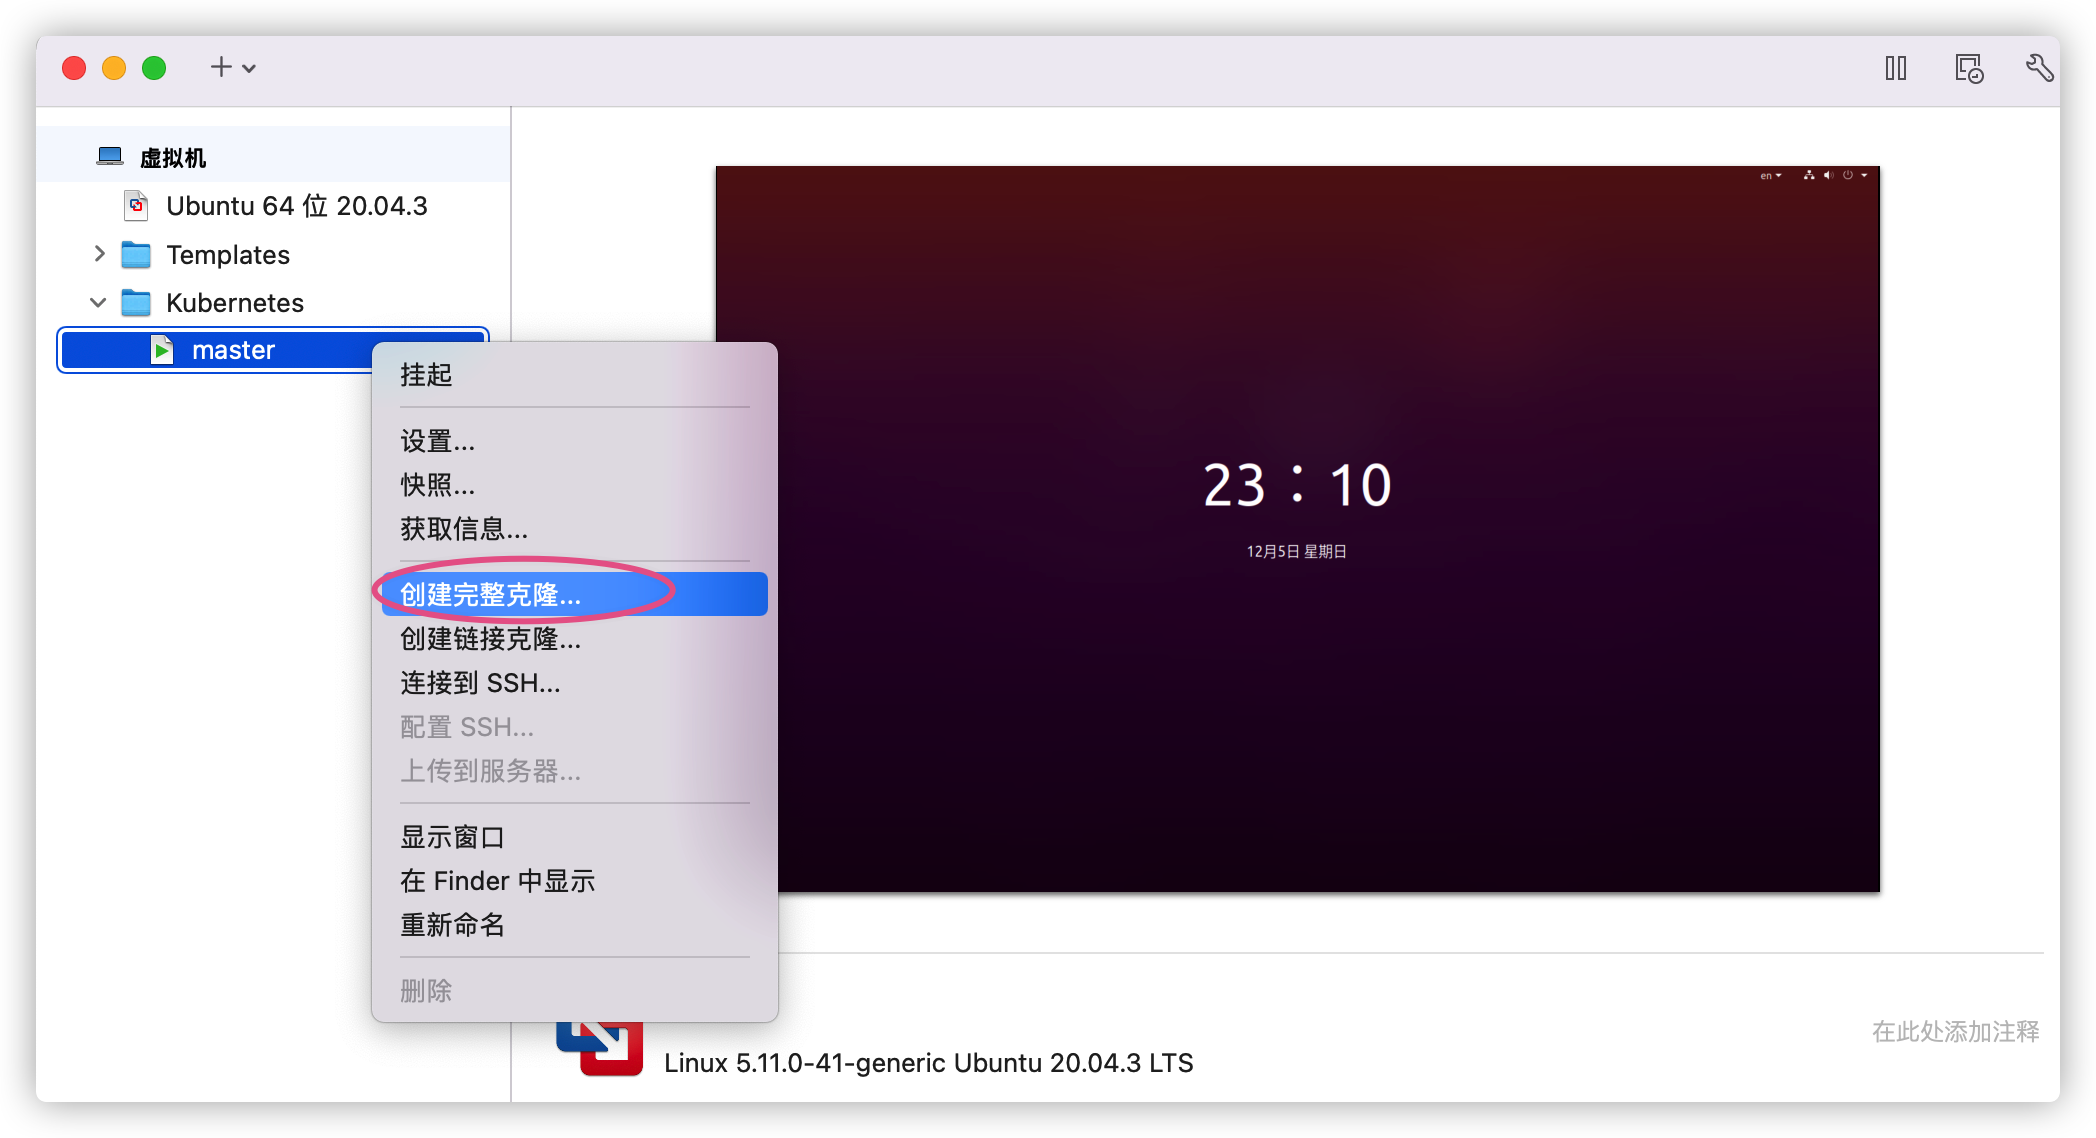 虚拟机
Ubuntu 64 位 20.04.3
Templates
Kubernetes
master
挂起
设置...
快照...
获取信息...
创建完整克隆...
创建链接克隆...
连接到 SSH...
配置 SSH...
上传到服务器...
显示窗口
在 Finder 中显示
重新命名
删除
en
23：10
12月5日 星期日
Linux 5.11.0-41-generic Ubuntu 20.04.3 LTS
在此处添加注释